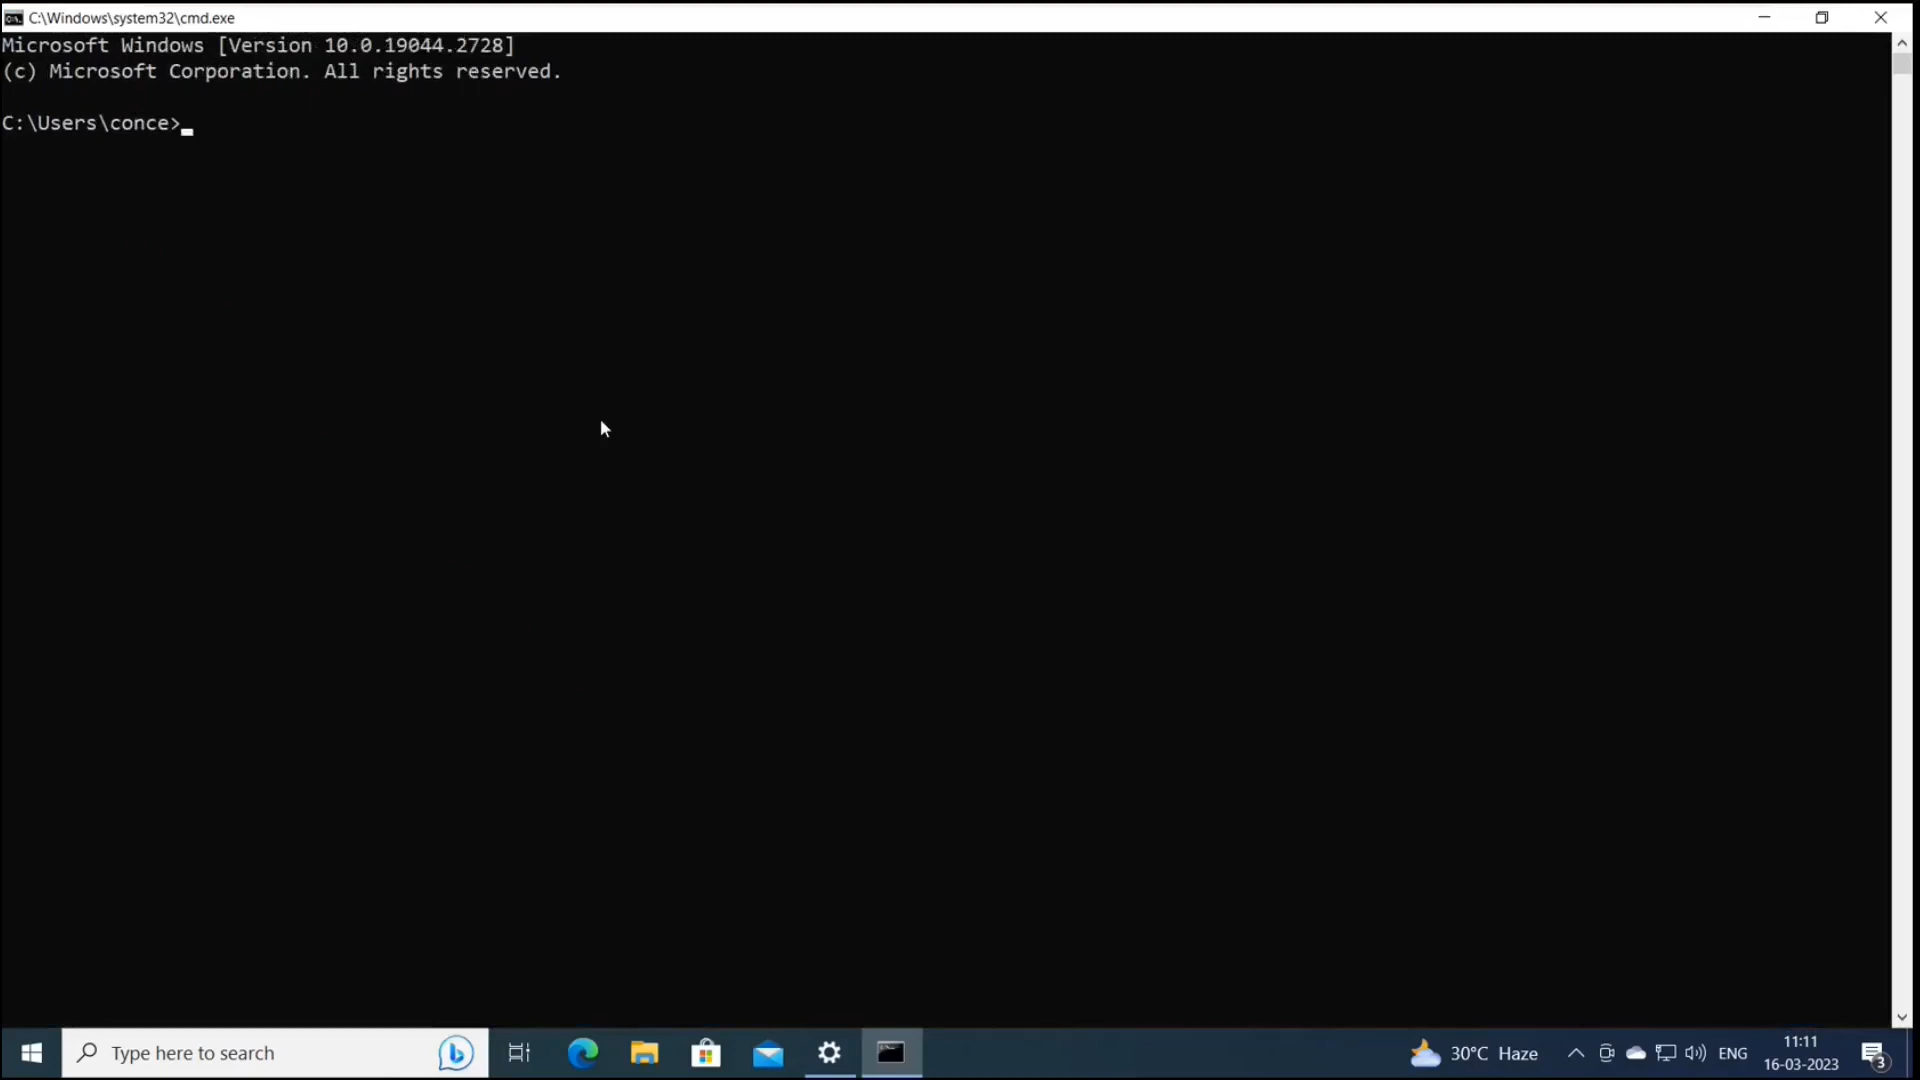 C:\Windows\system32\cmd.exe
Microsoft Windows [Version 10.0.19044.2728]
(c) Microsoft Corporation. All rights reserved.
C:\Users\conce>
Type here to search
30°C Haze
ENG
11:11
16-03-2023
3